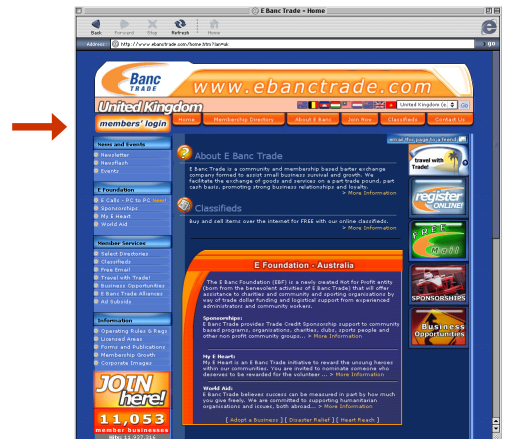 E Banc Trade - Home
Back Forward Stop Refresh Home
Address http://www.ebanctrade.com/home.htm?lan=uk go
Banc
TRADE
www.ebanctrade.com
United Kingdom
United Kingdom (s. Go
members' login
Home Membership Directory About E Banc Join Now Classifieds Contact Us
email this page to a friend
News and Events
Newsletter
Newsflash
Events
E Foundation
E Calls - PC to PC here!
Sponsorships
My E Heart
World Aid
Member Services
Select Directories
Classifieds
Free Email
Travel with Trade!
Business Opportunities
E Banc Trade Alliances
Ad Subsids
Information
Operating Rules & Regs
Licensed Areas
Forms and Publications
Membership Growth
Corporate Images
JOIN
here!
11,053
member businesses
Hits: 11,927,316
About E Banc Trade
E Banc Trade is a community and membership based barter exchange
company formed to assist small business survival and growth. We
facilitate the exchange of goods and services on a part trade pound, part
cash basis, promoting strong business relationships and loyalty.
> More Information
Classifieds
Buy and sell items over the internet for FREE with our online classifieds.
> More Information
E Foundation - Australia
The E Banc Foundation (EBF) is a newly created Not for Profit entity
(born from the benevolent activities of E Banc Trade) that will offer
assistance to charities and community and sporting organisations by
way of trade dollar funding and logistical support from experienced
administrators and community workers.
Sponsorships:
E Banc Trade provides Trade Credit Sponsorship support to community
based programs, organisations, charities, clubs, sports people and
other non profit community groups... > More Information
My E Heart:
My E Heart is an E Banc Trade initiative to reward the unsung heroes
within our communities. You are invited to nominate someone who
deserves to be rewarded for the volunteer ... > More Information
World Aid:
E Banc Trade believes success can be measured in part by how much
you give freely. We are committed to supporting humanitarian
organisations and issues, both abroad... > More Information
[ Adopt a Business ] [ Disaster Relief ] [ Heart Reach ]
travel with
Trade!
register
ONLINE!
FREE
Mail
SPONSORSHIPS
Business
Opportunities